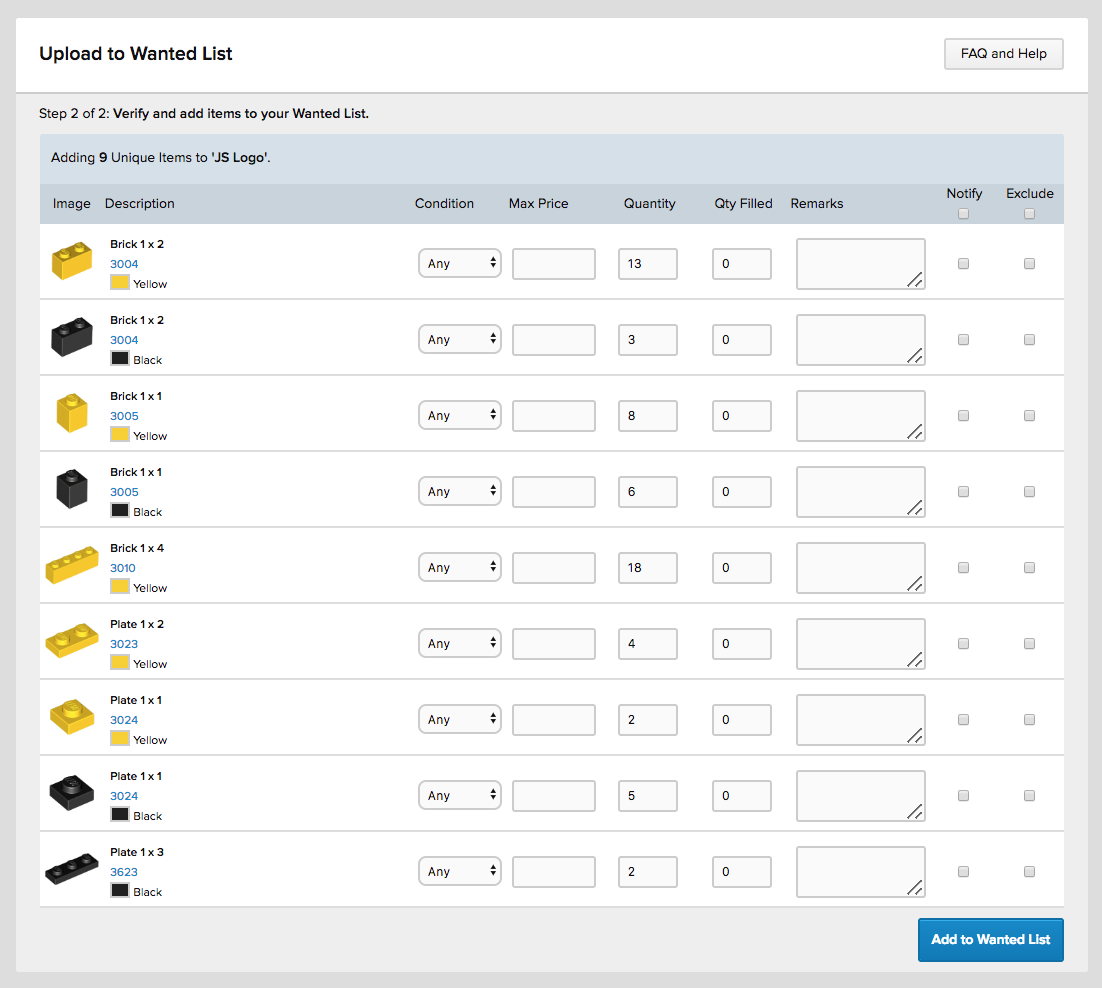 Upload to Wanted List
FAQ and Help
Step 2 of 2: Verify and add items to your Wanted List.
Adding 9 Unique Items to 'JS Logo'.
Image Description Condition Max Price Quantity Qty Filled Remarks Notify Exclude
Brick 1 x 2
3004
Yellow
Any 13 0
Brick 1 x 2
3004
Black
Any 3 0
Brick 1 x 1
3005
Yellow
Any 8 0
Brick 1 x 1
3005
Black
Any 6 0
Brick 1 x 4
3010
Yellow
Any 18 0
Plate 1 x 2
3023
Yellow
Any 4 0
Plate 1 x 1
3024
Yellow
Any 2 0
Plate 1 x 1
3024
Black
Any 5 0
Plate 1 x 3
3623
Black
Any 2 0
Add to Wanted List